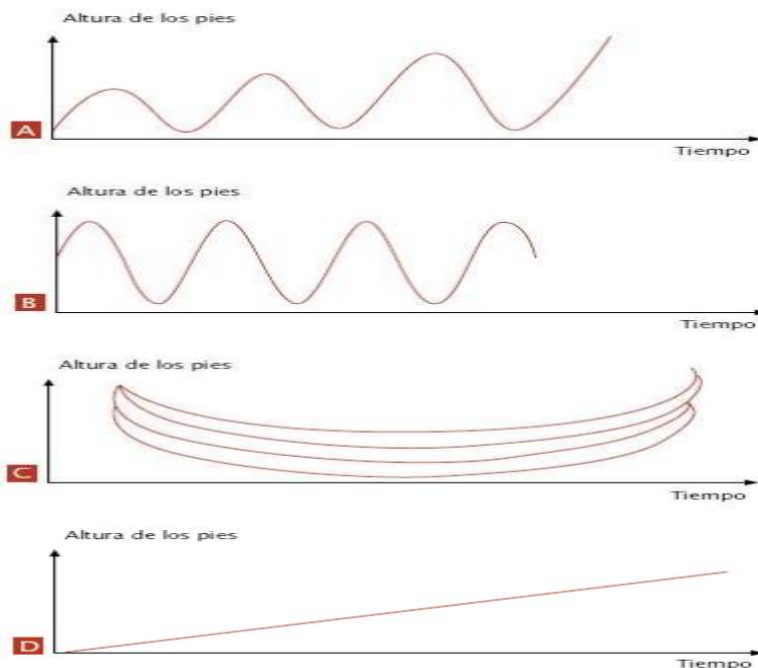 Altura de los pies
A
Tiempo
Altura de los pies
B
Tiempo
Altura de los pies
C
Tiempo
Altura de los pies
D
Tiempo